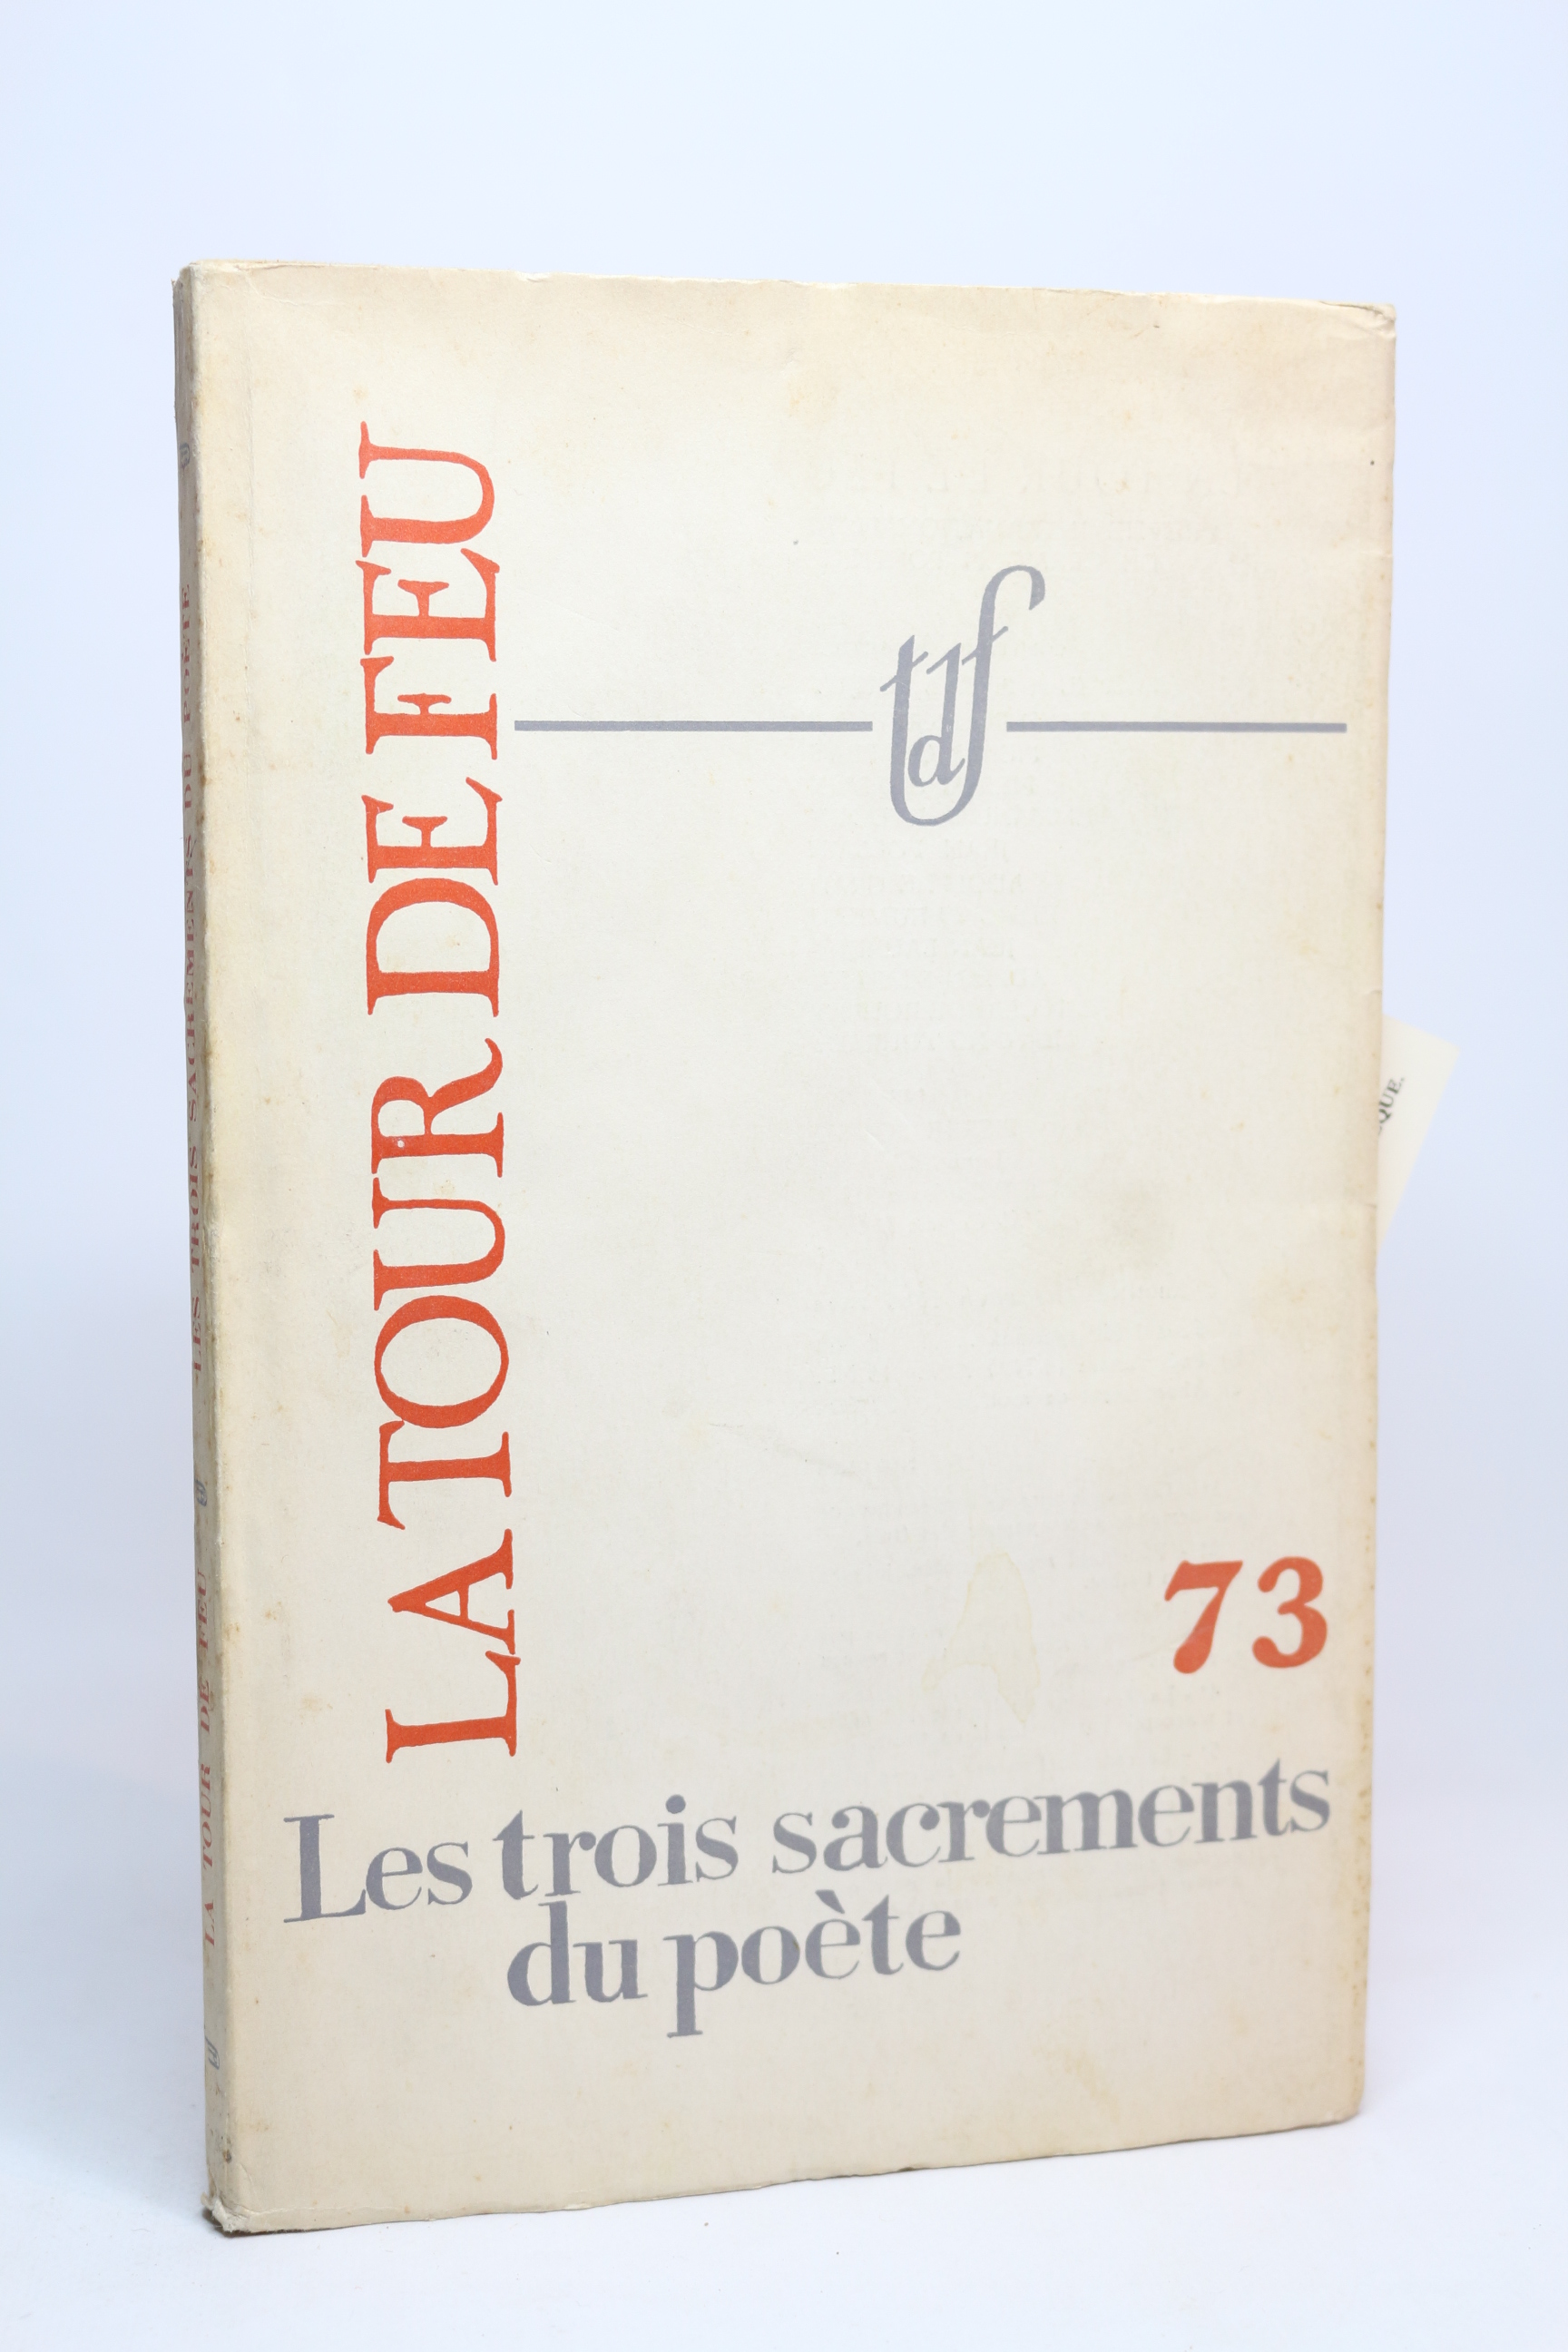 LA TOUR DE FEU
tdf
73
Les trois sacrements
du poète
LA TOUR DE FEU LES TROIS SACREMENTS DU POÈTE
QUE.